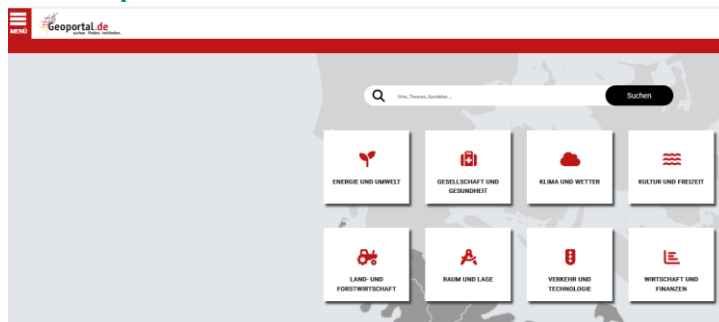 MENÜ
Geoportal.de
suchen. finden. verbinden.
Orte, Themen, Geodaten ...
Suchen
ENERGIE UND UMWELT
GESELLSCHAFT UND
GESUNDHEIT
KLIMA UND WETTER
KULTUR UND FREIZEIT
LAND- UND
FORSTWIRTSCHAFT
RAUM UND LAGE
VERKEHR UND
TECHNOLOGIE
WIRTSCHAFT UND
FINANZEN